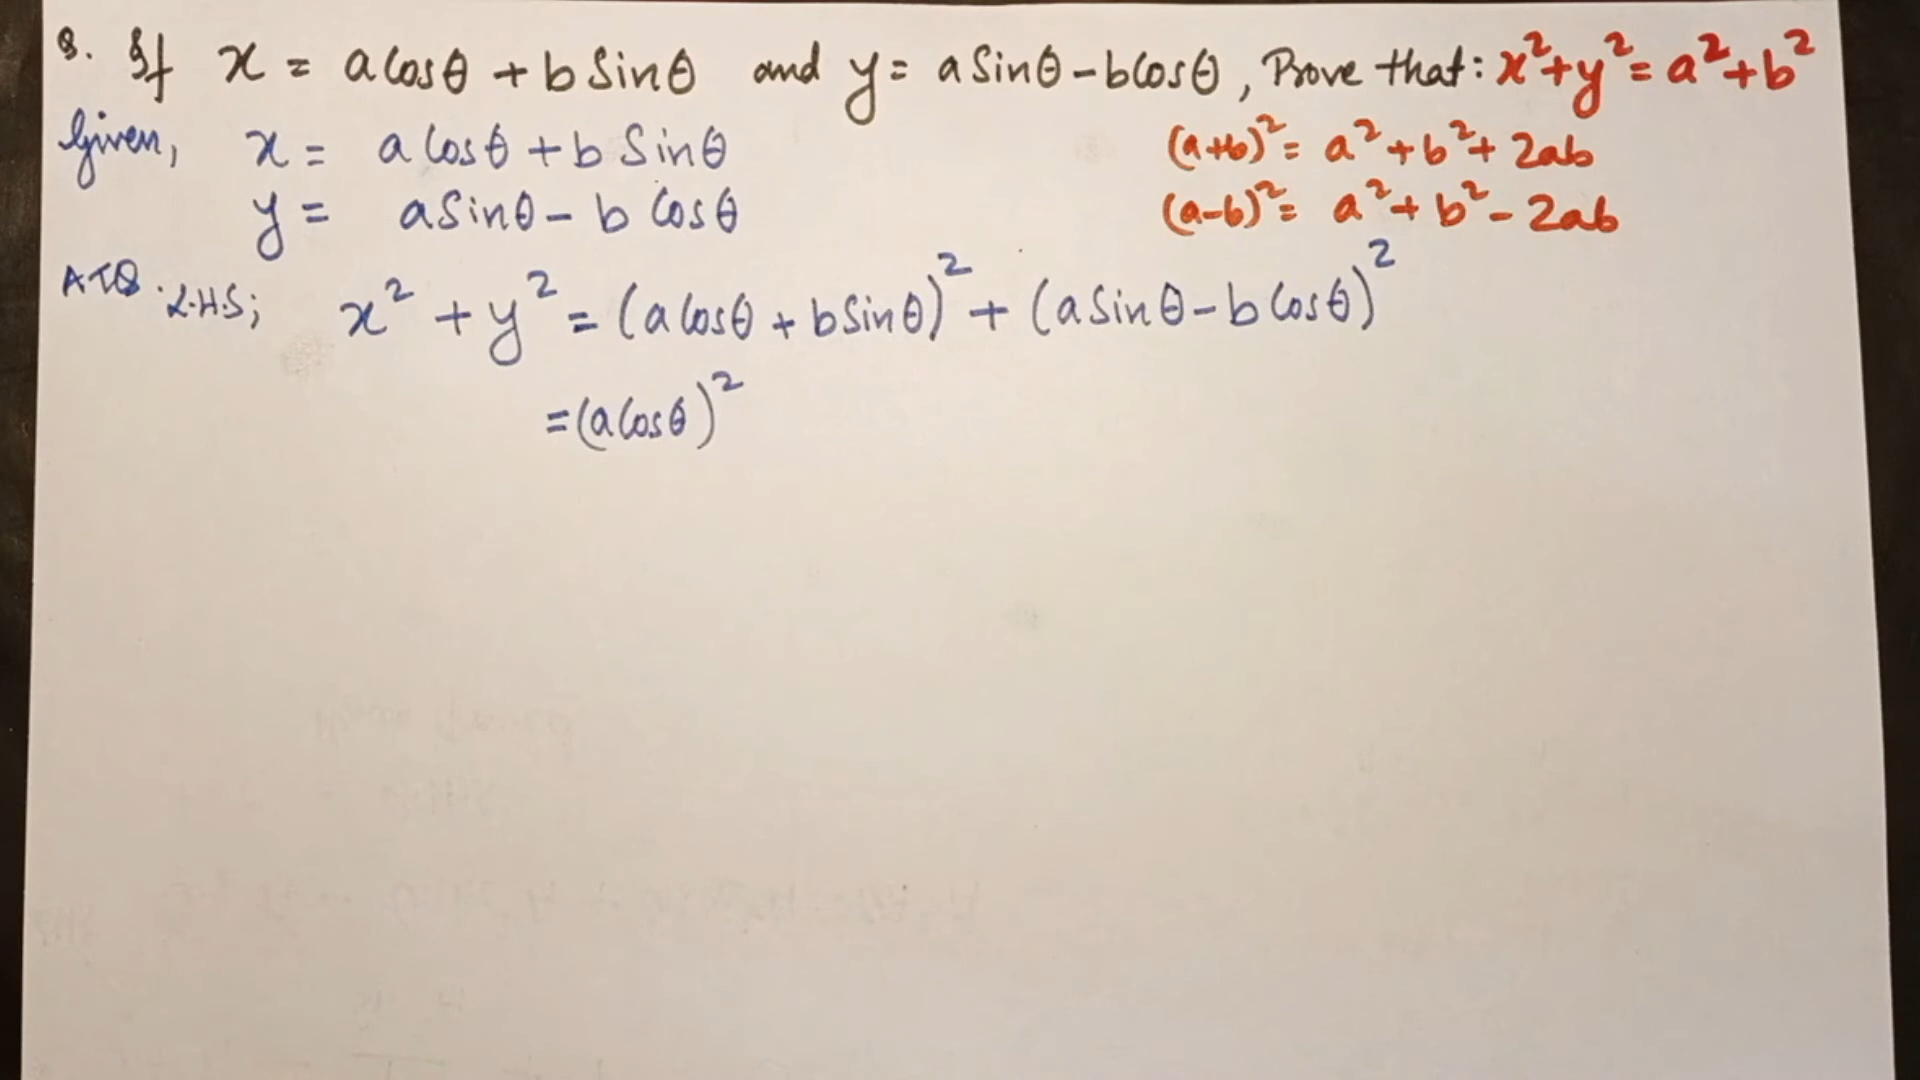 Q. If x = a Cosθ + b Sinθ and y = a Sinθ - b Cosθ, Prove that: x² + y² = a² + b²
Given, x = a Cosθ + b Sinθ
(a+b)² = a² + b² + 2ab
y = a Sinθ - b Cosθ
(a-b)² = a² + b² - 2ab
ATQ. L.H.S; x² + y² = (a Cosθ + b Sinθ)² + (a Sinθ - b Cosθ)²
= (a Cosθ)²